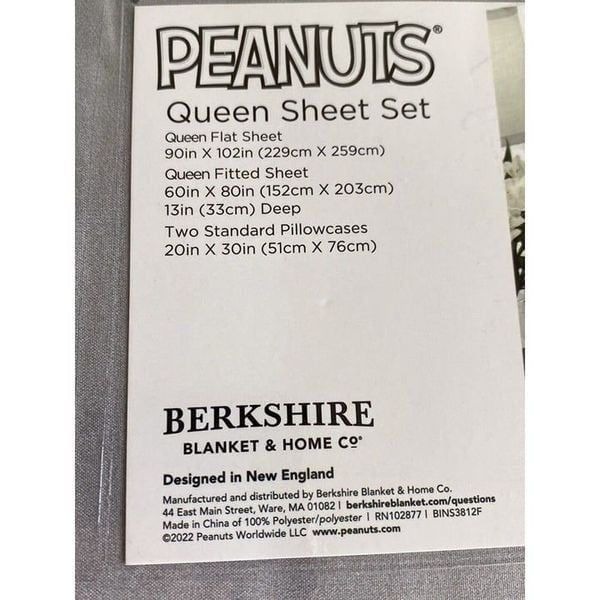 PEANUTS®
Queen Sheet Set
Queen Flat Sheet
90in X 102in (229cm X 259cm)
Queen Fitted Sheet
60in X 80in (152cm X 203cm)
13in (33cm) Deep
Two Standard Pillowcases
20in X 30in (51cm X 76cm)
BERKSHIRE
BLANKET & HOME Co®
Designed in New England
Manufactured and distributed by Berkshire Blanket & Home Co.
44 East Main Street, Ware, MA 01082 | berkshireblanket.com/questions
Made in China of 100% Polyester/polyester | RN102877 | BINS3812F
©2022 Peanuts Worldwide LLC www.peanuts.com